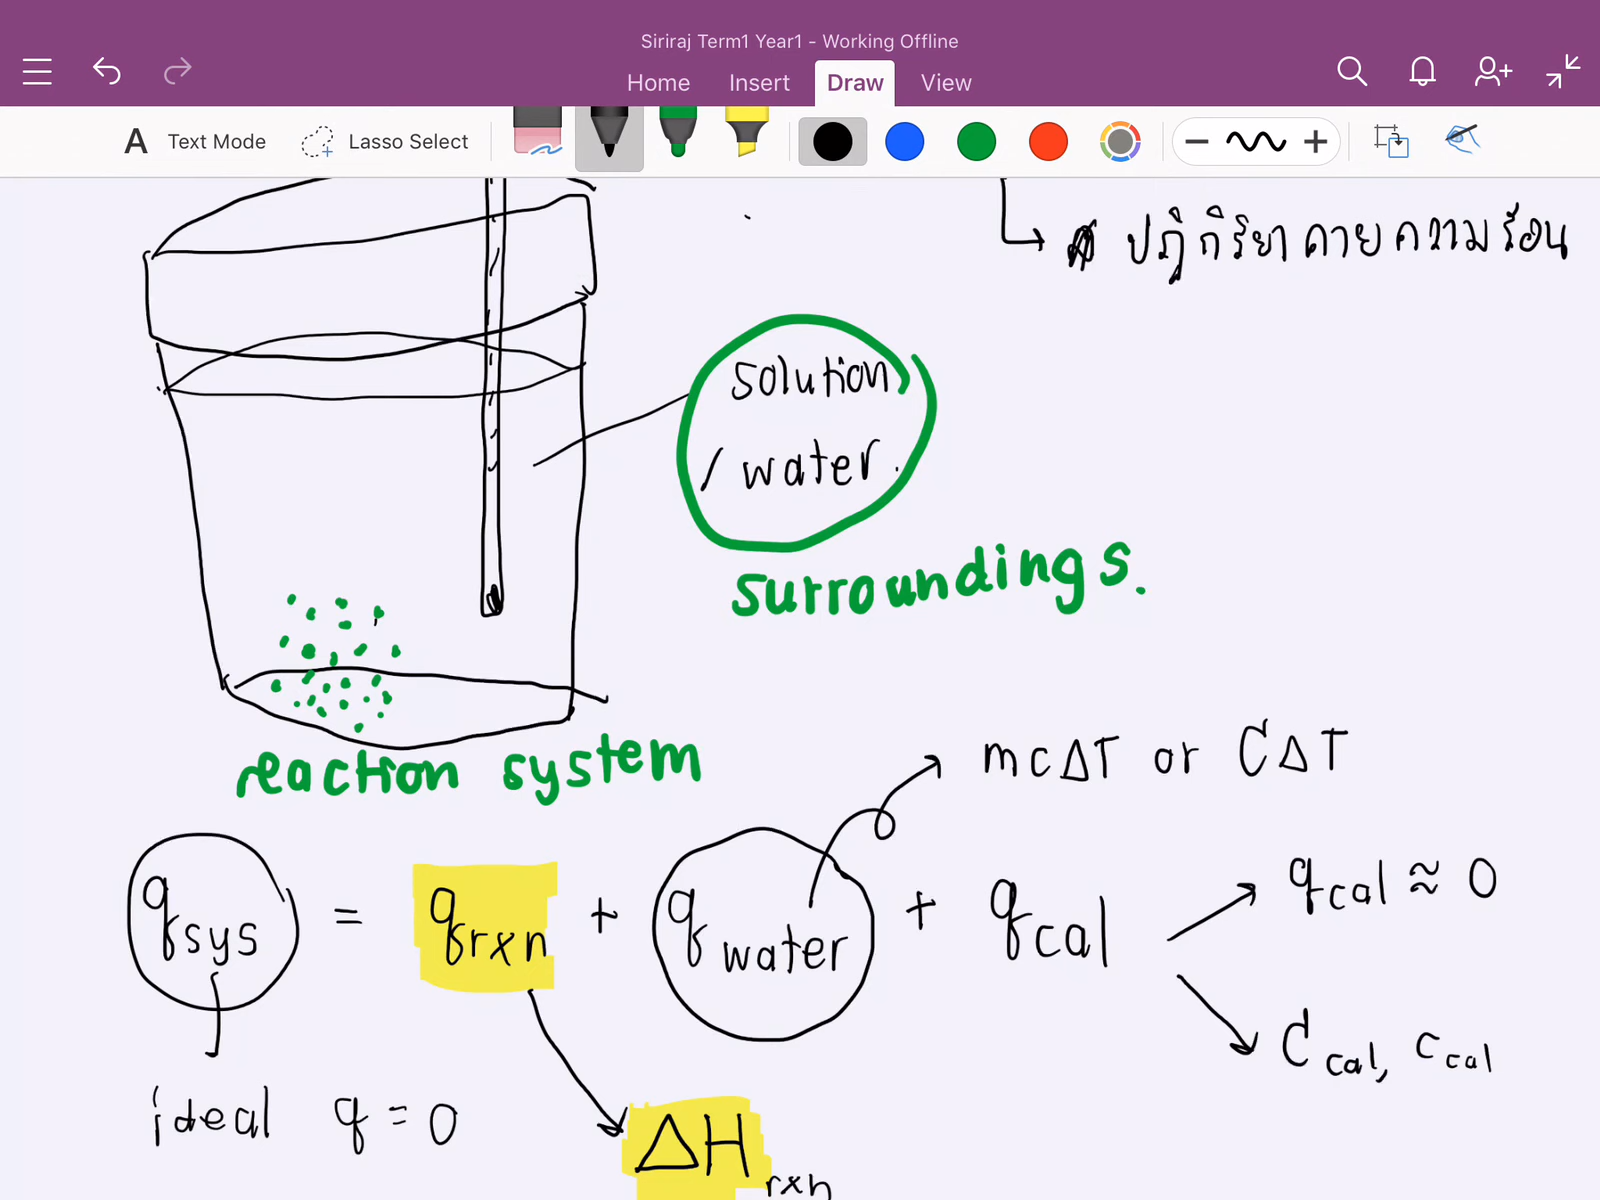 Siriraj Term1 Year1 - Working Offline
Home Insert Draw View
A Text Mode Lasso Select
ปฏิกิริยาคายความร้อน
solution
/ water.
surroundings.
reaction system
mcΔT or CΔT
qsys = qrxn + qwater + qcal
qcal ≈ 0
Ccal, ccal
ideal q = 0
ΔHrxn